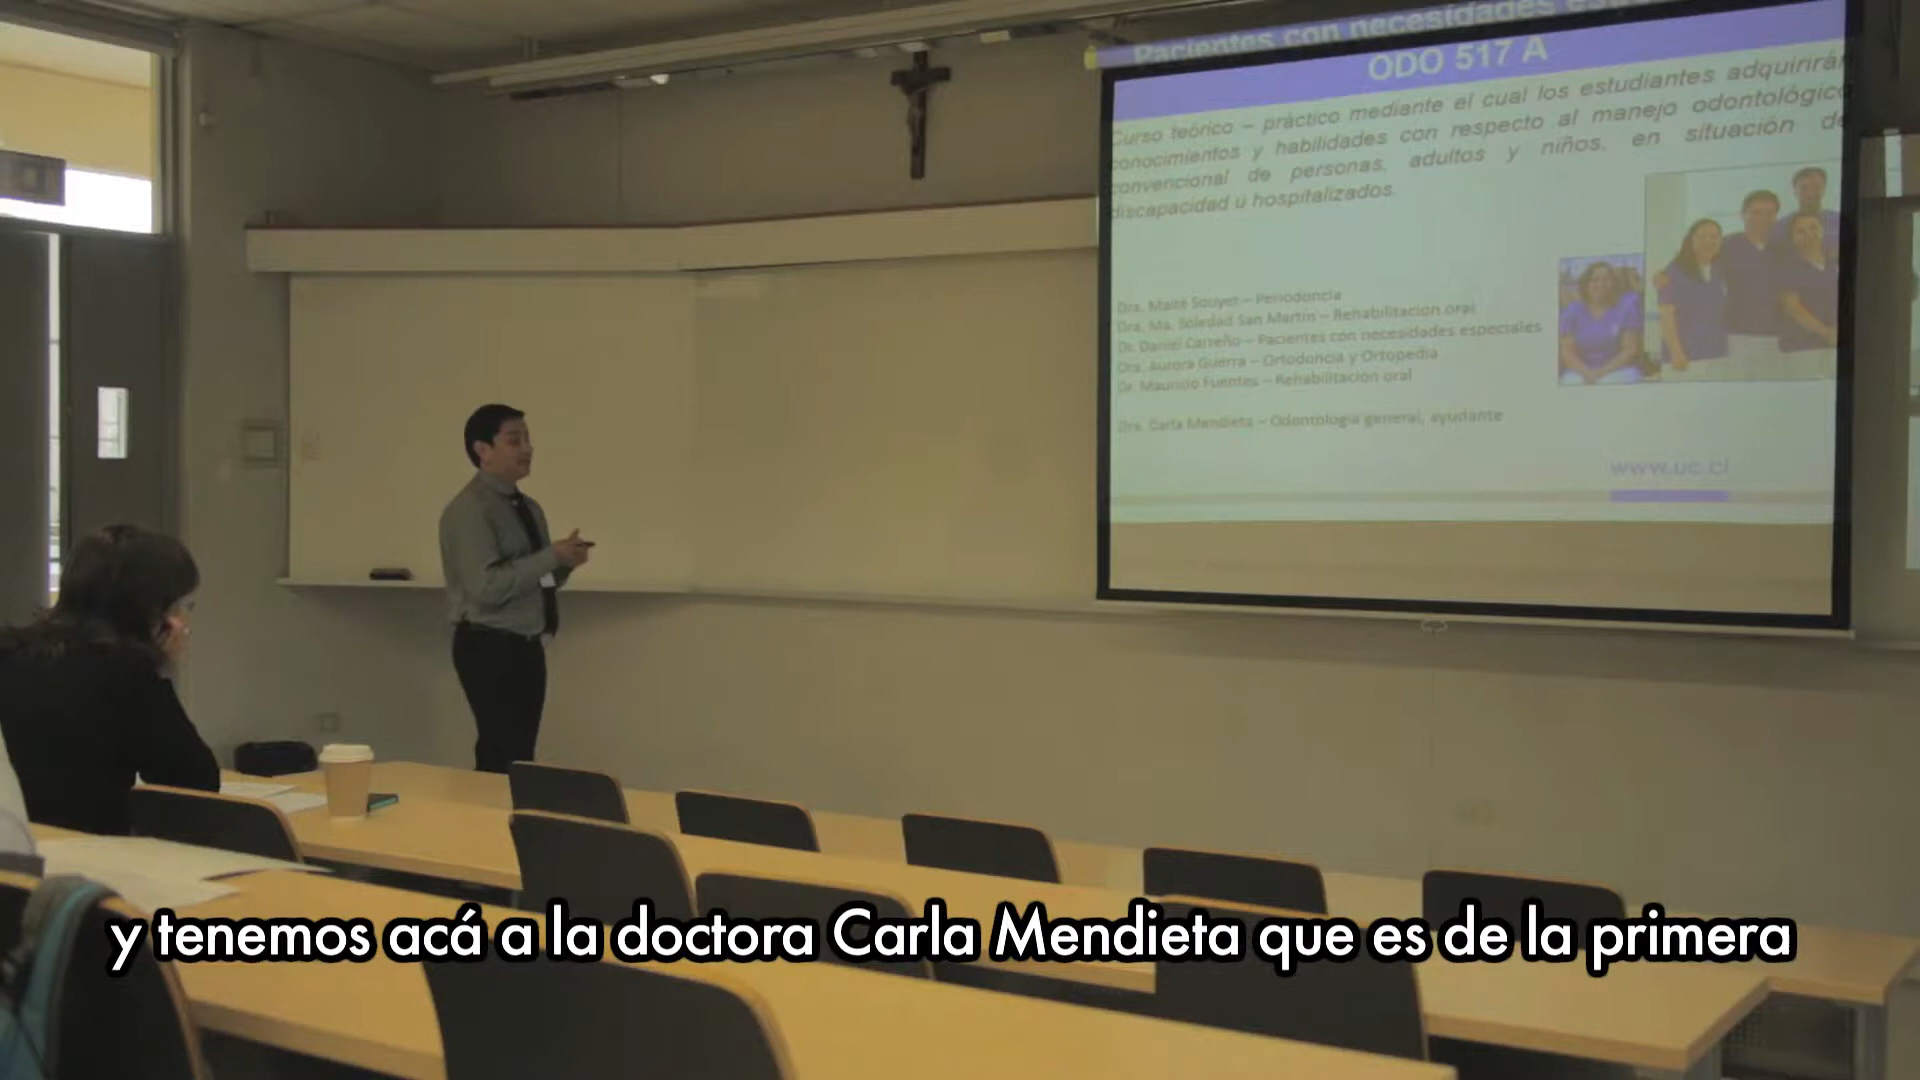 Pacientes con necesidades
ODO 517 A
Curso teórico – práctico mediante el cual los estudiantes adquirirán
conocimientos y habilidades con respecto al manejo odontológico
convencional de personas, adultos y niños, en situación de
discapacidad u hospitalizados.
Dra. Maite Souyet – Periodoncia
Dra. Ma. Soledad San Martín – Rehabilitación oral
Dr. Daniel Carreño – Pacientes con necesidades especiales
Dra. Aurora Guerra – Ortodoncia y Ortopedia
Dr. Mauricio Fuentes – Rehabilitación oral
Dra. Carla Mendieta – Odontología general, ayudante
www.uc.cl
y tenemos acá a la doctora Carla Mendieta que es de la primera